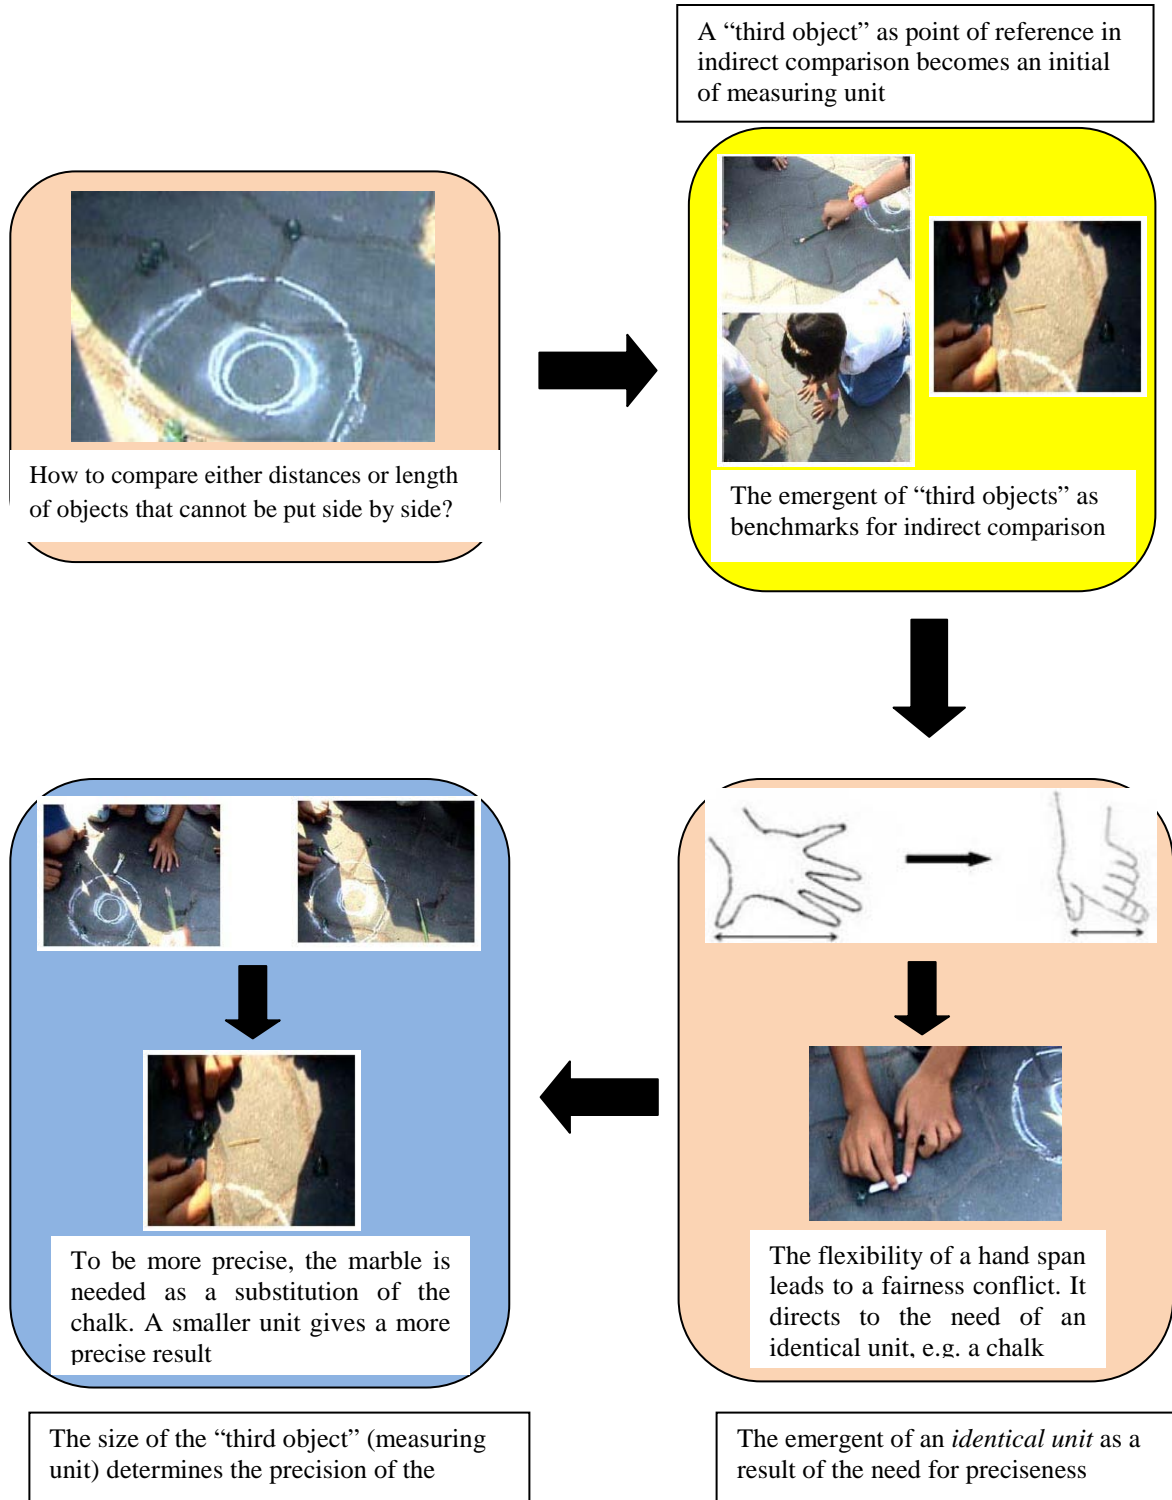 A “third object” as point of reference in
indirect comparison becomes an initial
of measuring unit
How to compare either distances or length
of objects that cannot be put side by side?
The emergent of “third objects” as
benchmarks for indirect comparison
The flexibility of a hand span
leads to a fairness conflict. It
directs to the need of an
identical unit, e.g. a chalk
The emergent of an identical unit as a
result of the need for preciseness
To be more precise, the marble is
needed as a substitution of the
chalk. A smaller unit gives a more
precise result
The size of the “third object” (measuring
unit) determines the precision of the